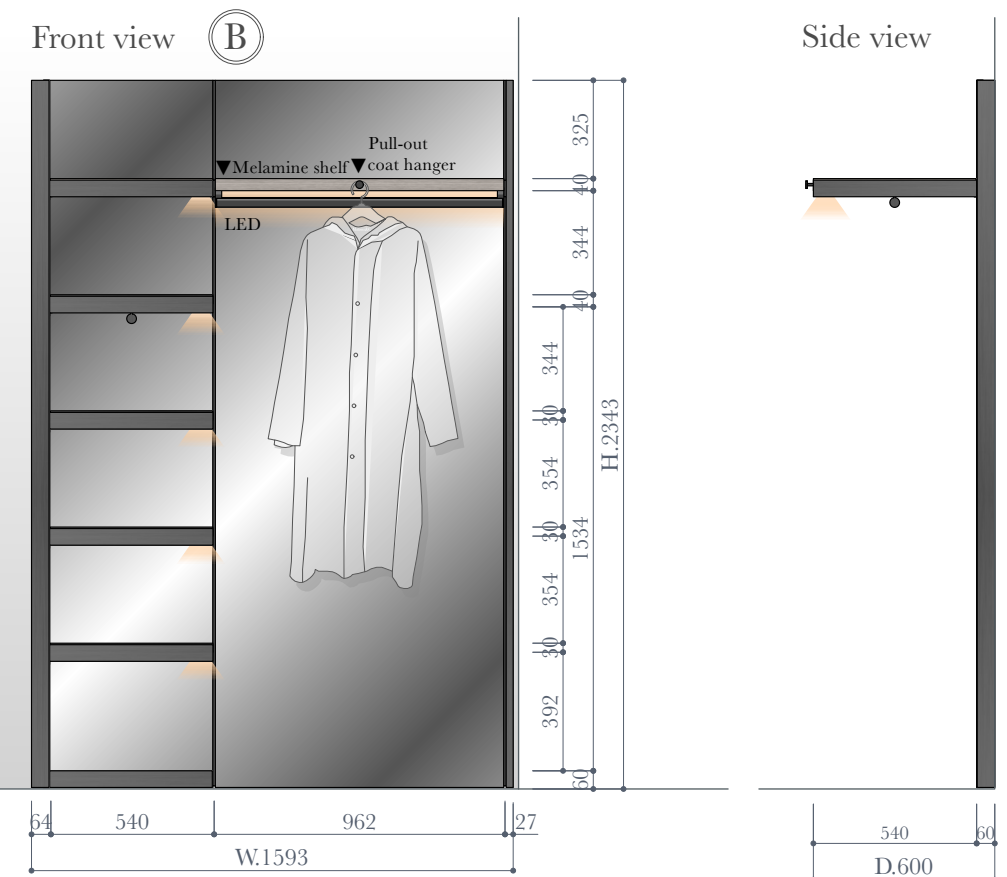 Front view B
Side view
Pull-out
▼Melamine shelf ▼coat hanger
LED
325
40
344
40
344
30
354
30
354
30
392
60
1534
H.2343
64 540 962 27
W.1593
540 60
D.600